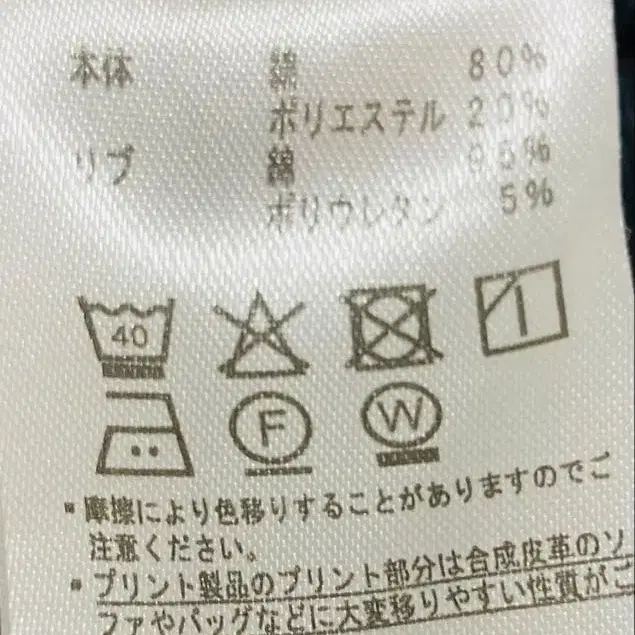 本体 綿 80%
ポリエステル 20%
リブ 綿 95%
ポリウレタン 5%
40
F W
▪摩擦により色移りすることがありますのでご
注意ください。
▪プリント製品のプリント部分は合成皮革のソ
ファやバッグなどに大変移りやすい性質がご